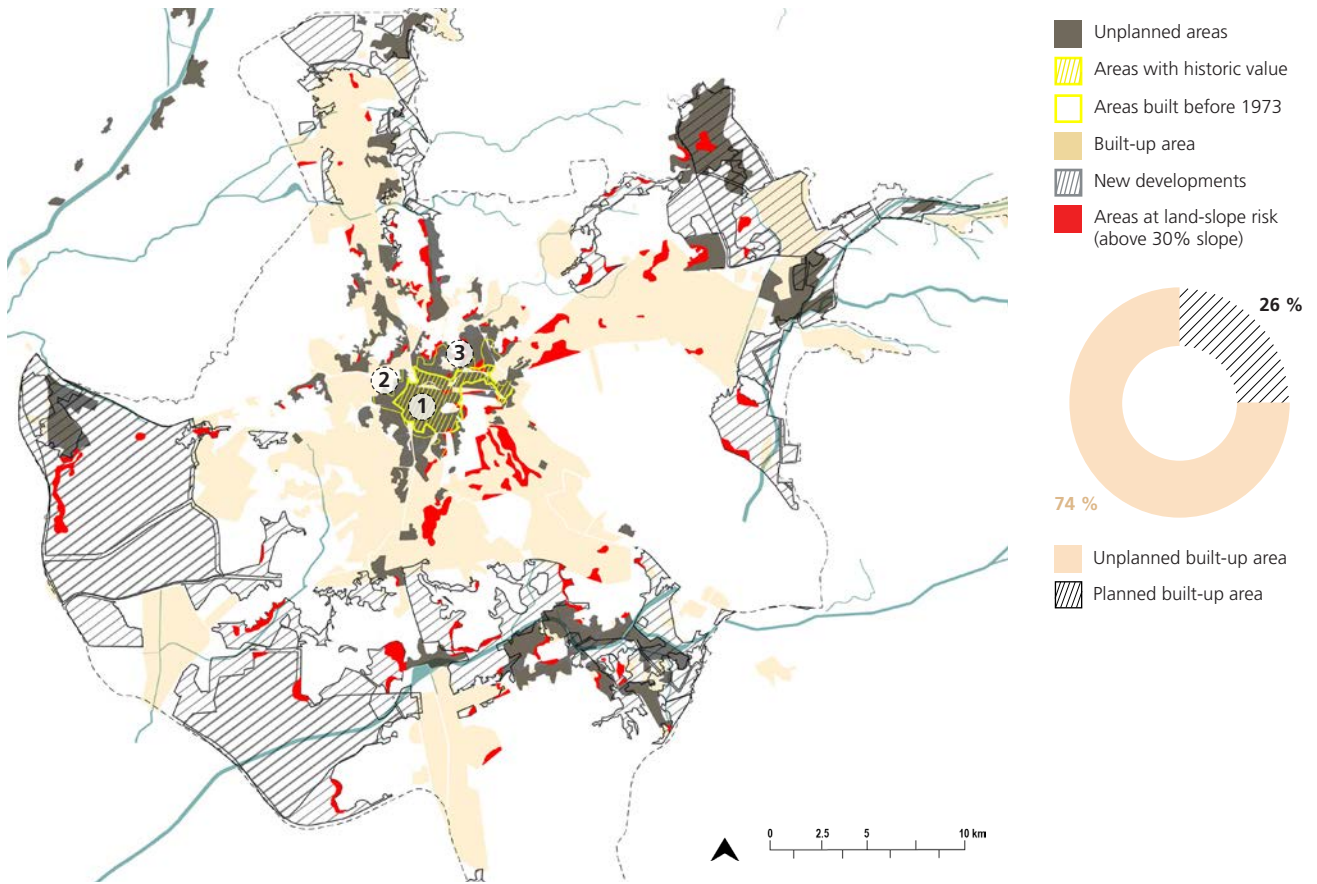 Unplanned areas
Areas with historic value
Areas built before 1973
Built-up area
New developments
Areas at land-slope risk
(above 30% slope)
26 %
74 %
Unplanned built-up area
Planned built-up area
3
2
1
0 2.5 5 10 km